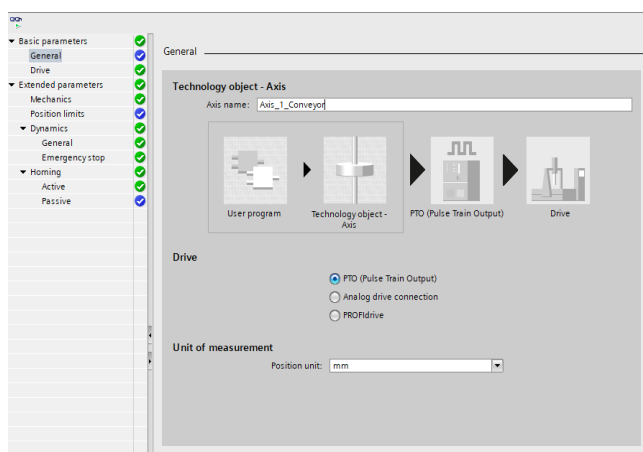 Basic parameters
General
Drive
Extended parameters
Mechanics
Position limits
Dynamics
General
Emergency stop
Homing
Active
Passive
General
Technology object - Axis
Axis name: Axis_1_Conveyor
User program
Technology object -
Axis
PTO (Pulse Train Output)
Drive
Drive
PTO (Pulse Train Output)
Analog drive connection
PROFIdrive
Unit of measurement
Position unit: mm